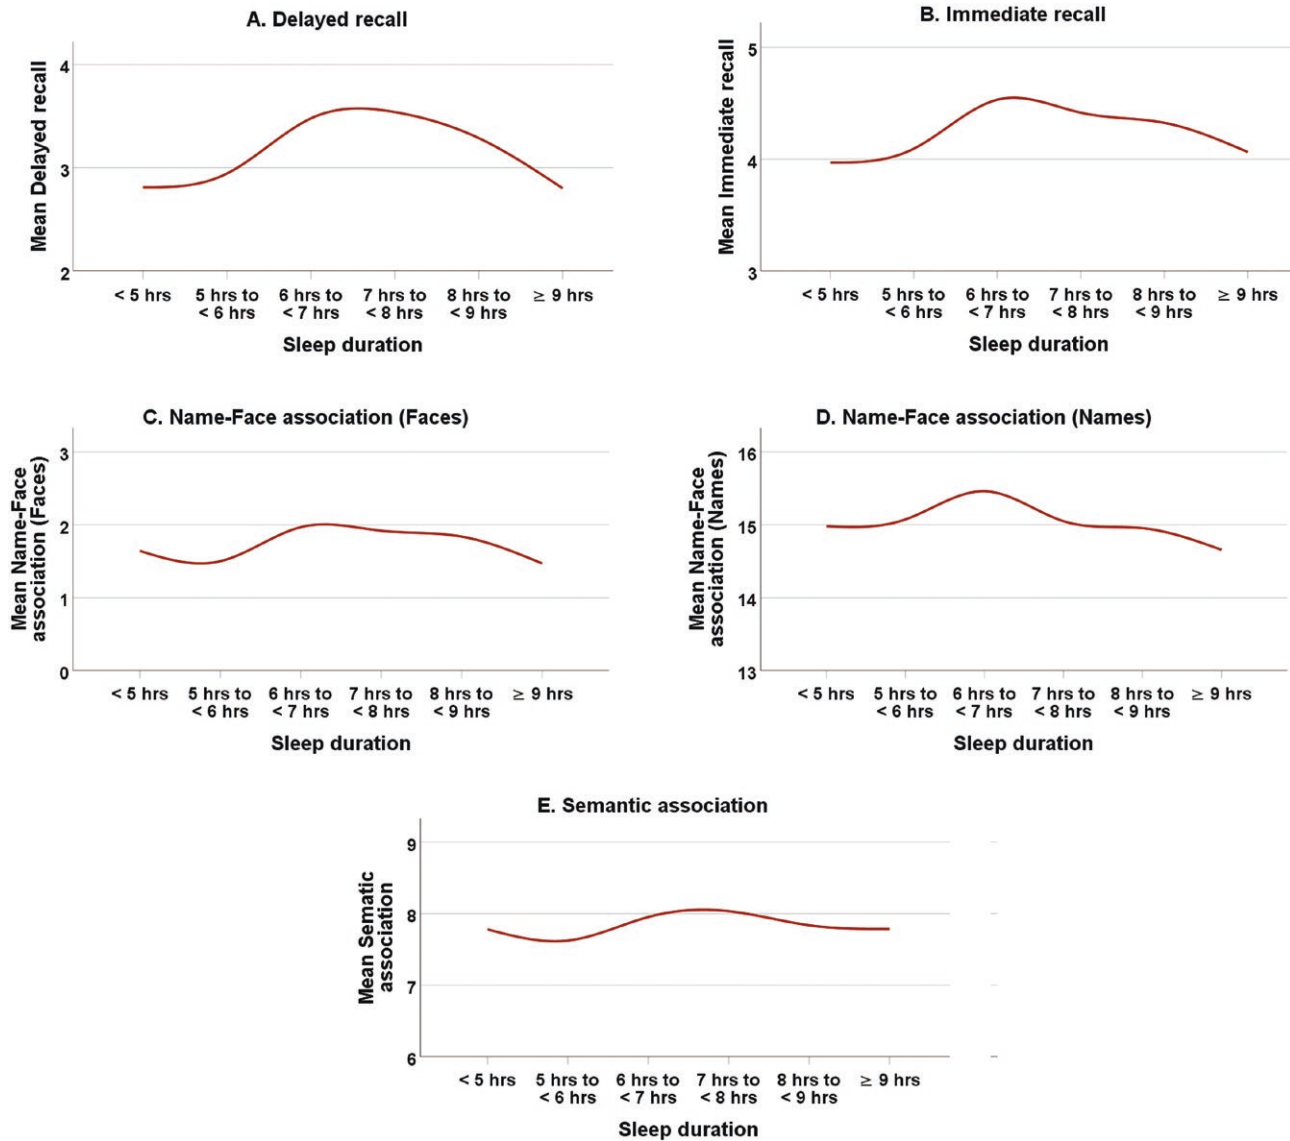 A. Delayed recall
Mean Delayed recall
4
3
2
< 5 hrs
5 hrs to
< 6 hrs
6 hrs to
< 7 hrs
7 hrs to
< 8 hrs
8 hrs to
< 9 hrs
≥ 9 hrs
Sleep duration
B. Immediate recall
Mean Immediate recall
5
4
3
< 5 hrs
5 hrs to
< 6 hrs
6 hrs to
< 7 hrs
7 hrs to
< 8 hrs
8 hrs to
< 9 hrs
≥ 9 hrs
Sleep duration
C. Name-Face association (Faces)
Mean Name-Face
association (Faces)
3
2
1
0
< 5 hrs
5 hrs to
< 6 hrs
6 hrs to
< 7 hrs
7 hrs to
< 8 hrs
8 hrs to
< 9 hrs
≥ 9 hrs
Sleep duration
D. Name-Face association (Names)
Mean Name-Face
association (Names)
16
15
14
13
< 5 hrs
5 hrs to
< 6 hrs
6 hrs to
< 7 hrs
7 hrs to
< 8 hrs
8 hrs to
< 9 hrs
≥ 9 hrs
Sleep duration
E. Semantic association
Mean Sematic
association
9
8
7
6
< 5 hrs
5 hrs to
< 6 hrs
6 hrs to
< 7 hrs
7 hrs to
< 8 hrs
8 hrs to
< 9 hrs
≥ 9 hrs
Sleep duration